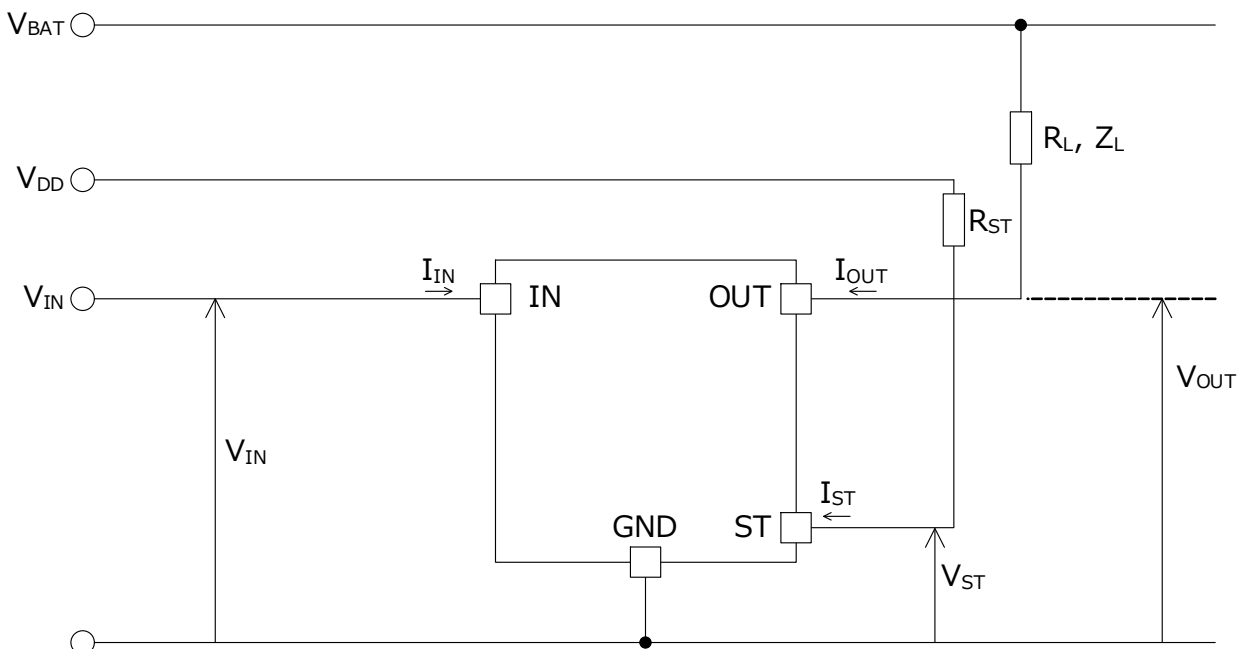 VBAT
RL, ZL
VDD
RST
IIN
IOUT
VIN
IN
OUT
VOUT
VIN
IST
GND
ST
VST